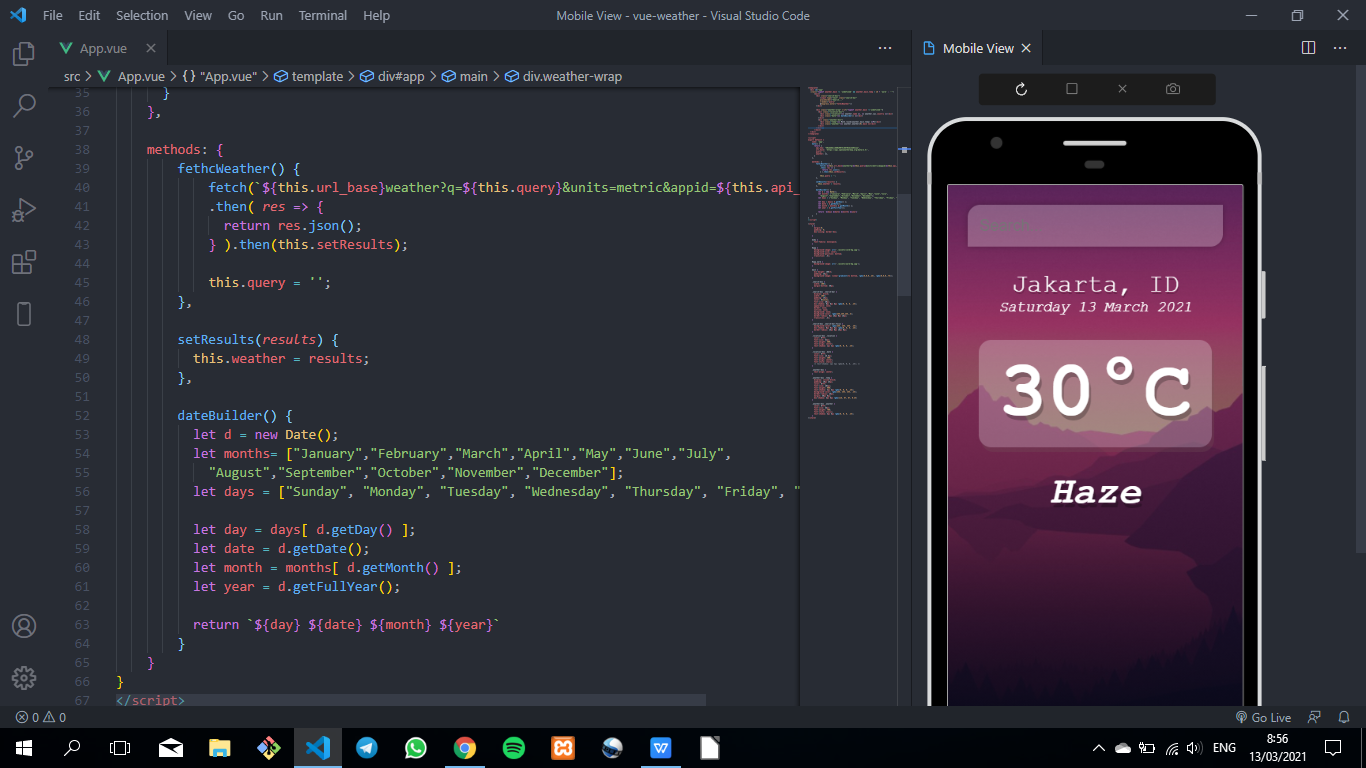 File Edit Selection View Go Run Terminal Help
Mobile View - vue-weather - Visual Studio Code
App.vue
src > App.vue > {} "App.vue" > template > div#app > main > div.weather-wrap
35 }
36 },
37
38 methods: {
39 fethcWeather() {
40 fetch(`${this.url_base}weather?q=${this.query}&units=metric&appid=${this.api_
41 .then( res => {
42 return res.json();
43 } ).then(this.setResults);
44
45 this.query = '';
46 },
47
48 setResults(results) {
49 this.weather = results;
50 },
51
52 dateBuilder() {
53 let d = new Date();
54 let months= ["January","February","March","April","May","June","July",
55 "August","September","October","November","December"];
56 let days = ["Sunday", "Monday", "Tuesday", "Wednesday", "Thursday", "Friday", "
57
58 let day = days[ d.getDay() ];
59 let date = d.getDate();
60 let month = months[ d.getMonth() ];
61 let year = d.getFullYear();
62
63 return `${day} ${date} ${month} ${year}`
64 }
65 }
66 }
67 </script>
Mobile View
Search...
Jakarta, ID
Saturday 13 March 2021
30°C
Haze
0 0
Go Live
ENG
8:56
13/03/2021